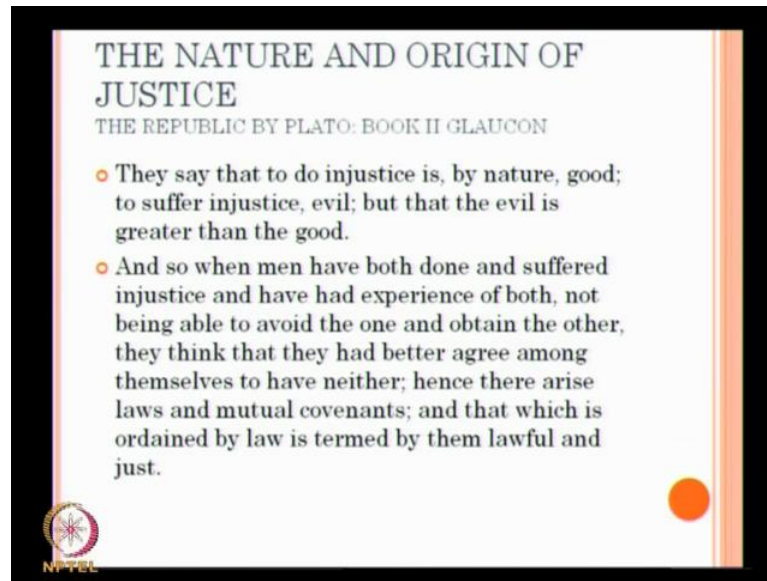 THE NATURE AND ORIGIN OF
JUSTICE
THE REPUBLIC BY PLATO: BOOK II GLAUCON
They say that to do injustice is, by nature, good;
to suffer injustice, evil; but that the evil is
greater than the good.
And so when men have both done and suffered
injustice and have had experience of both, not
being able to avoid the one and obtain the other,
they think that they had better agree among
themselves to have neither; hence there arise
laws and mutual covenants; and that which is
ordained by law is termed by them lawful and
just.
NPTEL